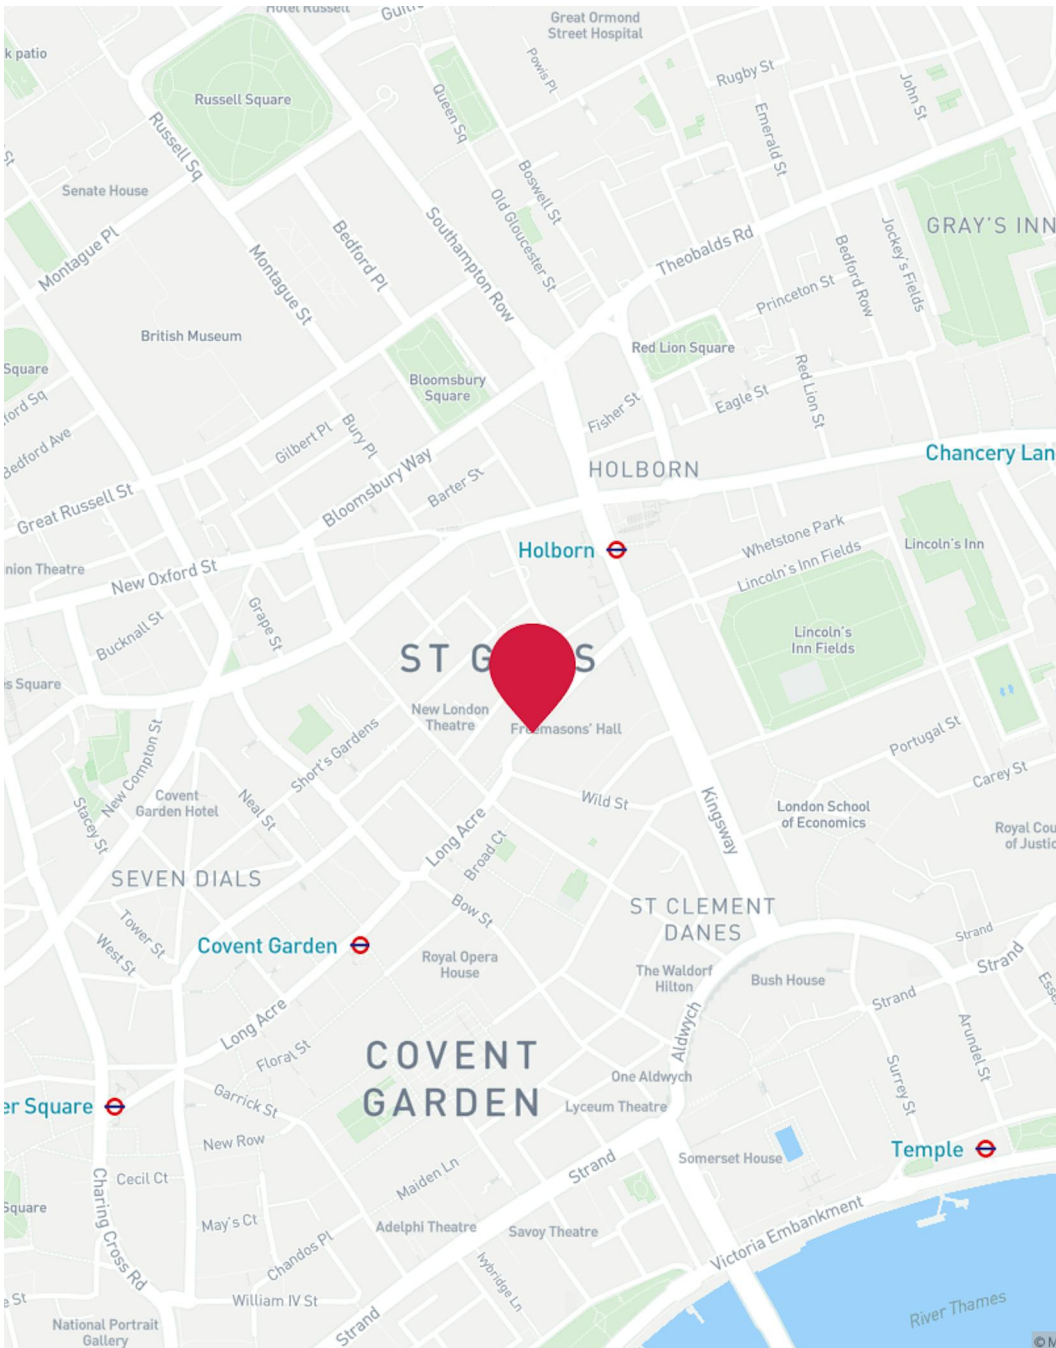 Hotel Russell
Great Ormond
Street Hospital
k patio
Powis Pl
Rugby St
John St
Russell Square
Queen Sq
Emerald St
Russell Sq
Boswell St
Senate House
Old Gloucester St
Southampton Row
Bedford Pl
GRAY'S INN
Montague Pl
Montague St
Theobalds Rd
Jockey's Fields
Bedford Row
Princeton St
British Museum
Red Lion Square
Square
Bloomsbury
Square
Red Lion St
Eagle St
ford Sq
Fisher St
Bedford Ave
Gilbert Pl
Bury Pl
Chancery Lan
HOLBORN
Bloomsbury Way
Barter St
Great Russell St
Whetstone Park
Lincoln's Inn
Holborn
Lincoln's Inn Fields
nion Theatre
New Oxford St
Grape St
Bucknall St
Lincoln's
Inn Fields
ST G S
s Square
New London
Theatre
Freemasons' Hall
Portugal St
New Compton St
Short's Gardens
Carey St
Covent
Garden Hotel
Wild St
London School
of Economics
Neal St
Stacey St
Kingsway
Royal Cou
of Justic
Long Acre
Broad Ct
SEVEN DIALS
Bow St
ST CLEMENT
DANES
Tower St
West St
Covent Garden
Strand
Strand
Royal Opera
House
The Waldorf
Hilton
Bush House
Strand
Esse
Long Acre
Aldwych
Arundel St
Floral St
COVENT
GARDEN
One Aldwych
Surrey St
er Square
Garrick St
Lyceum Theatre
New Row
Temple
Somerset House
Strand
Cecil Ct
Maiden Ln
Charing Cross Rd
Square
May's Ct
Adelphi Theatre
Savoy Theatre
Victoria Embankment
Chandos Pl
Ivybridge Ln
e St
William IV St
River Thames
National Portrait
Gallery
Strand
© M